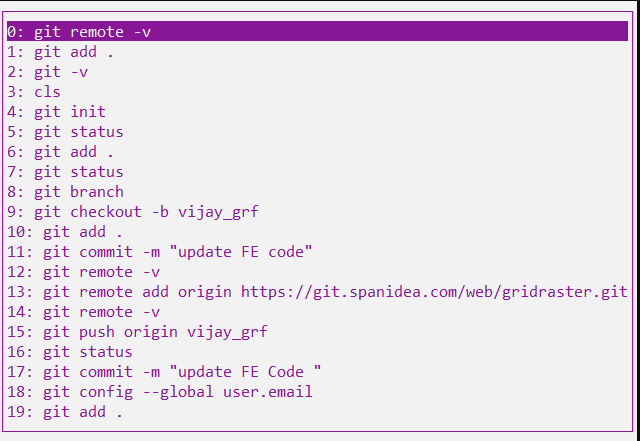 0: git remote -v
1: git add .
2: git -v
3: cls
4: git init
5: git status
6: git add .
7: git status
8: git branch
9: git checkout -b vijay_grf
10: git add .
11: git commit -m "update FE code"
12: git remote -v
13: git remote add origin https://git.spanidea.com/web/gridraster.git
14: git remote -v
15: git push origin vijay_grf
16: git status
17: git commit -m "update FE Code "
18: git config --global user.email
19: git add .